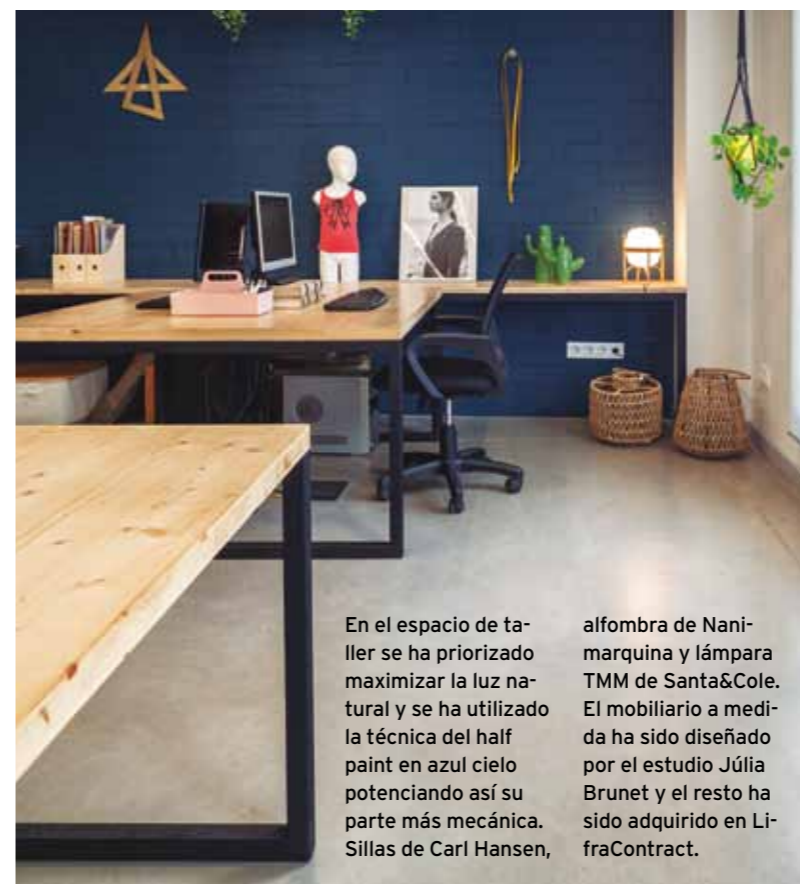 En el espacio de ta-
ller se ha priorizado
maximizar la luz na-
tural y se ha utilizado
la técnica del half
paint en azul cielo
potenciando así su
parte más mecánica.
Sillas de Carl Hansen,
alfombra de Nani-
marquina y lámpara
TMM de Santa&Cole.
El mobiliario a medi-
da ha sido diseñado
por el estudio Júlia
Brunet y el resto ha
sido adquirido en Li-
fraContract.